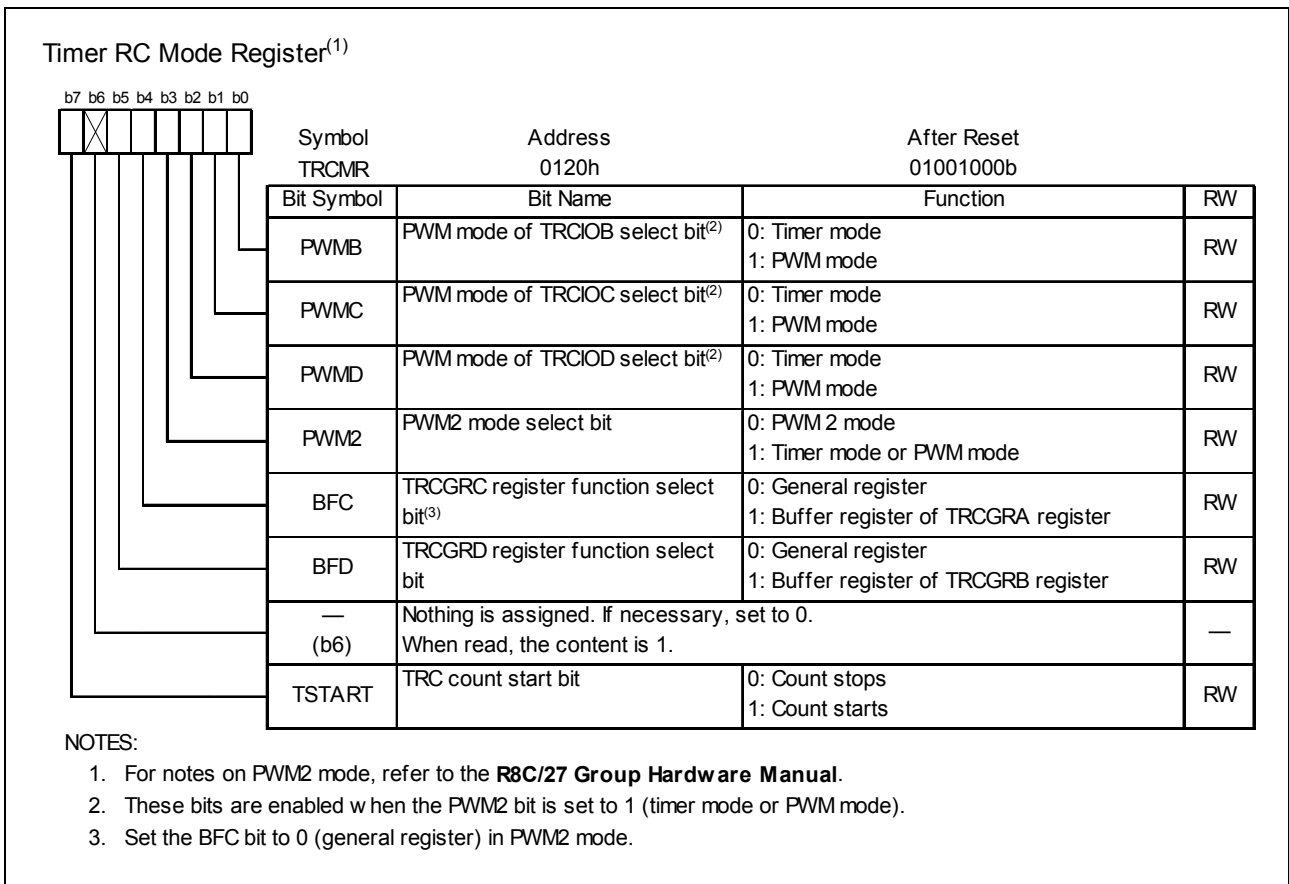 Timer RC Mode Register(1)
b7 b6 b5 b4 b3 b2 b1 b0
Symbol Address After Reset
TRCMR 0120h 01001000b
Bit Symbol Bit Name Function RW
PWMB PWM mode of TRCIOB select bit(2) 0: Timer mode RW
1: PWM mode
PWMC PWM mode of TRCIOC select bit(2) 0: Timer mode RW
1: PWM mode
PWMD PWM mode of TRCIOD select bit(2) 0: Timer mode RW
1: PWM mode
PWM2 PWM2 mode select bit 0: PWM 2 mode RW
1: Timer mode or PWM mode
BFC TRCGRC register function select 0: General register RW
bit(3) 1: Buffer register of TRCGRA register
BFD TRCGRD register function select 0: General register RW
bit 1: Buffer register of TRCGRB register
— Nothing is assigned. If necessary, set to 0. —
(b6) When read, the content is 1.
TSTART TRC count start bit 0: Count stops RW
1: Count starts
NOTES:
1. For notes on PWM2 mode, refer to the R8C/27 Group Hardware Manual.
2. These bits are enabled when the PWM2 bit is set to 1 (timer mode or PWM mode).
3. Set the BFC bit to 0 (general register) in PWM2 mode.